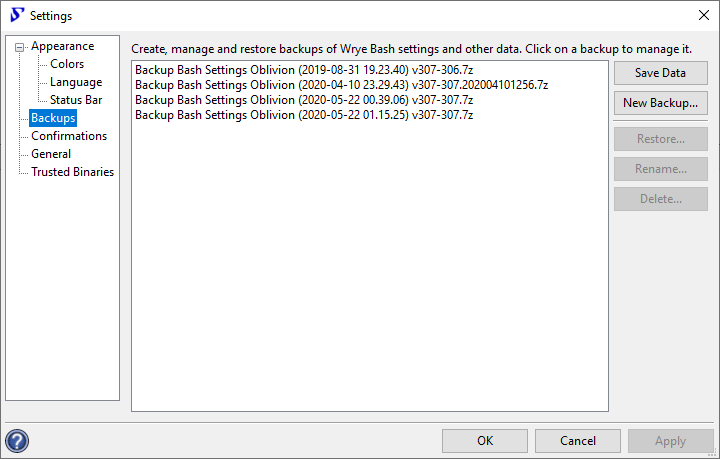 Settings
Appearance
Colors
Language
Status Bar
Backups
Confirmations
General
Trusted Binaries
Create, manage and restore backups of Wrye Bash settings and other data. Click on a backup to manage it.
Backup Bash Settings Oblivion (2019-08-31 19.23.40) v307-306.7z
Backup Bash Settings Oblivion (2020-04-10 23.29.43) v307-307.202004101256.7z
Backup Bash Settings Oblivion (2020-05-22 00.39.06) v307-307.7z
Backup Bash Settings Oblivion (2020-05-22 01.15.25) v307-307.7z
Save Data
New Backup...
Restore...
Rename...
Delete...
?
OK
Cancel
Apply